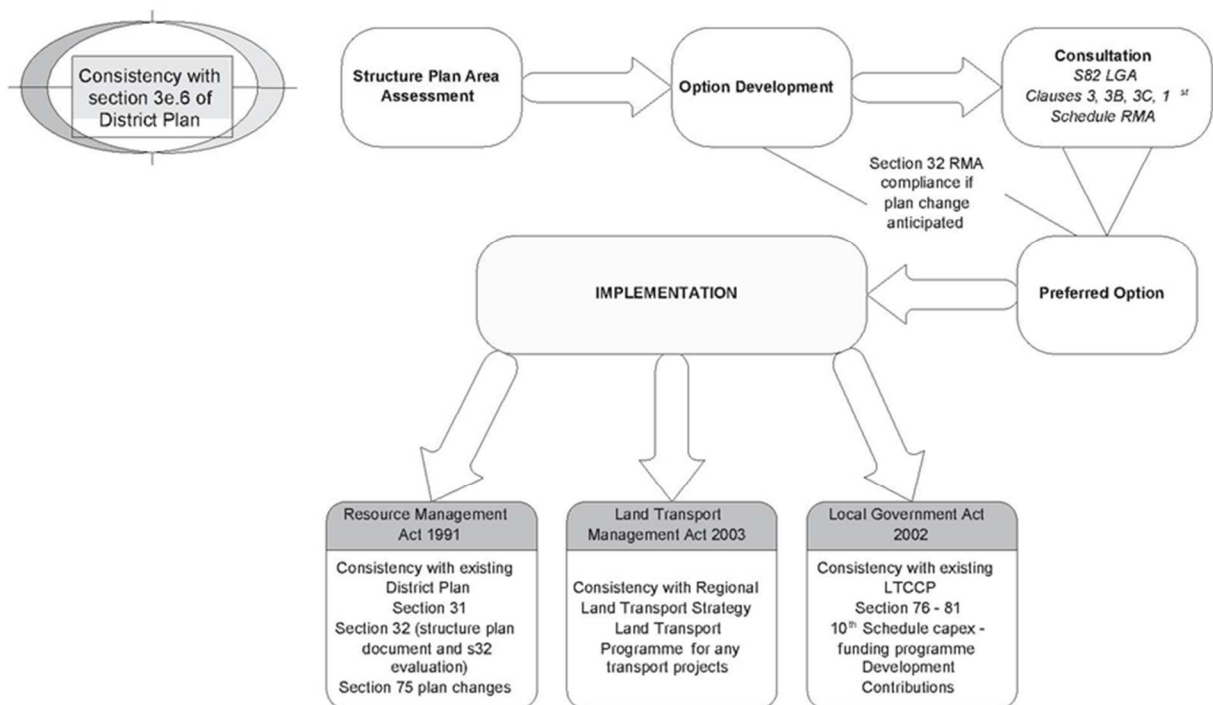 Consistency with
section 3e.6 of
District Plan
Structure Plan Area
Assessment
Option Development
Consultation
S82 LGA
Clauses 3, 3B, 3C, 1 st
Schedule RMA
Section 32 RMA
compliance if
plan change
anticipated
IMPLEMENTATION
Preferred Option
Resource Management
Act 1991
Consistency with existing
District Plan
Section 31
Section 32 (structure plan
document and s32
evaluation)
Section 75 plan changes
Land Transport
Management Act 2003
Consistency with Regional
Land Transport Strategy
Land Transport
Programme for any
transport projects
Local Government Act
2002
Consistency with existing
LTCCP
Section 76 - 81
10th Schedule capex -
funding programme
Development
Contributions